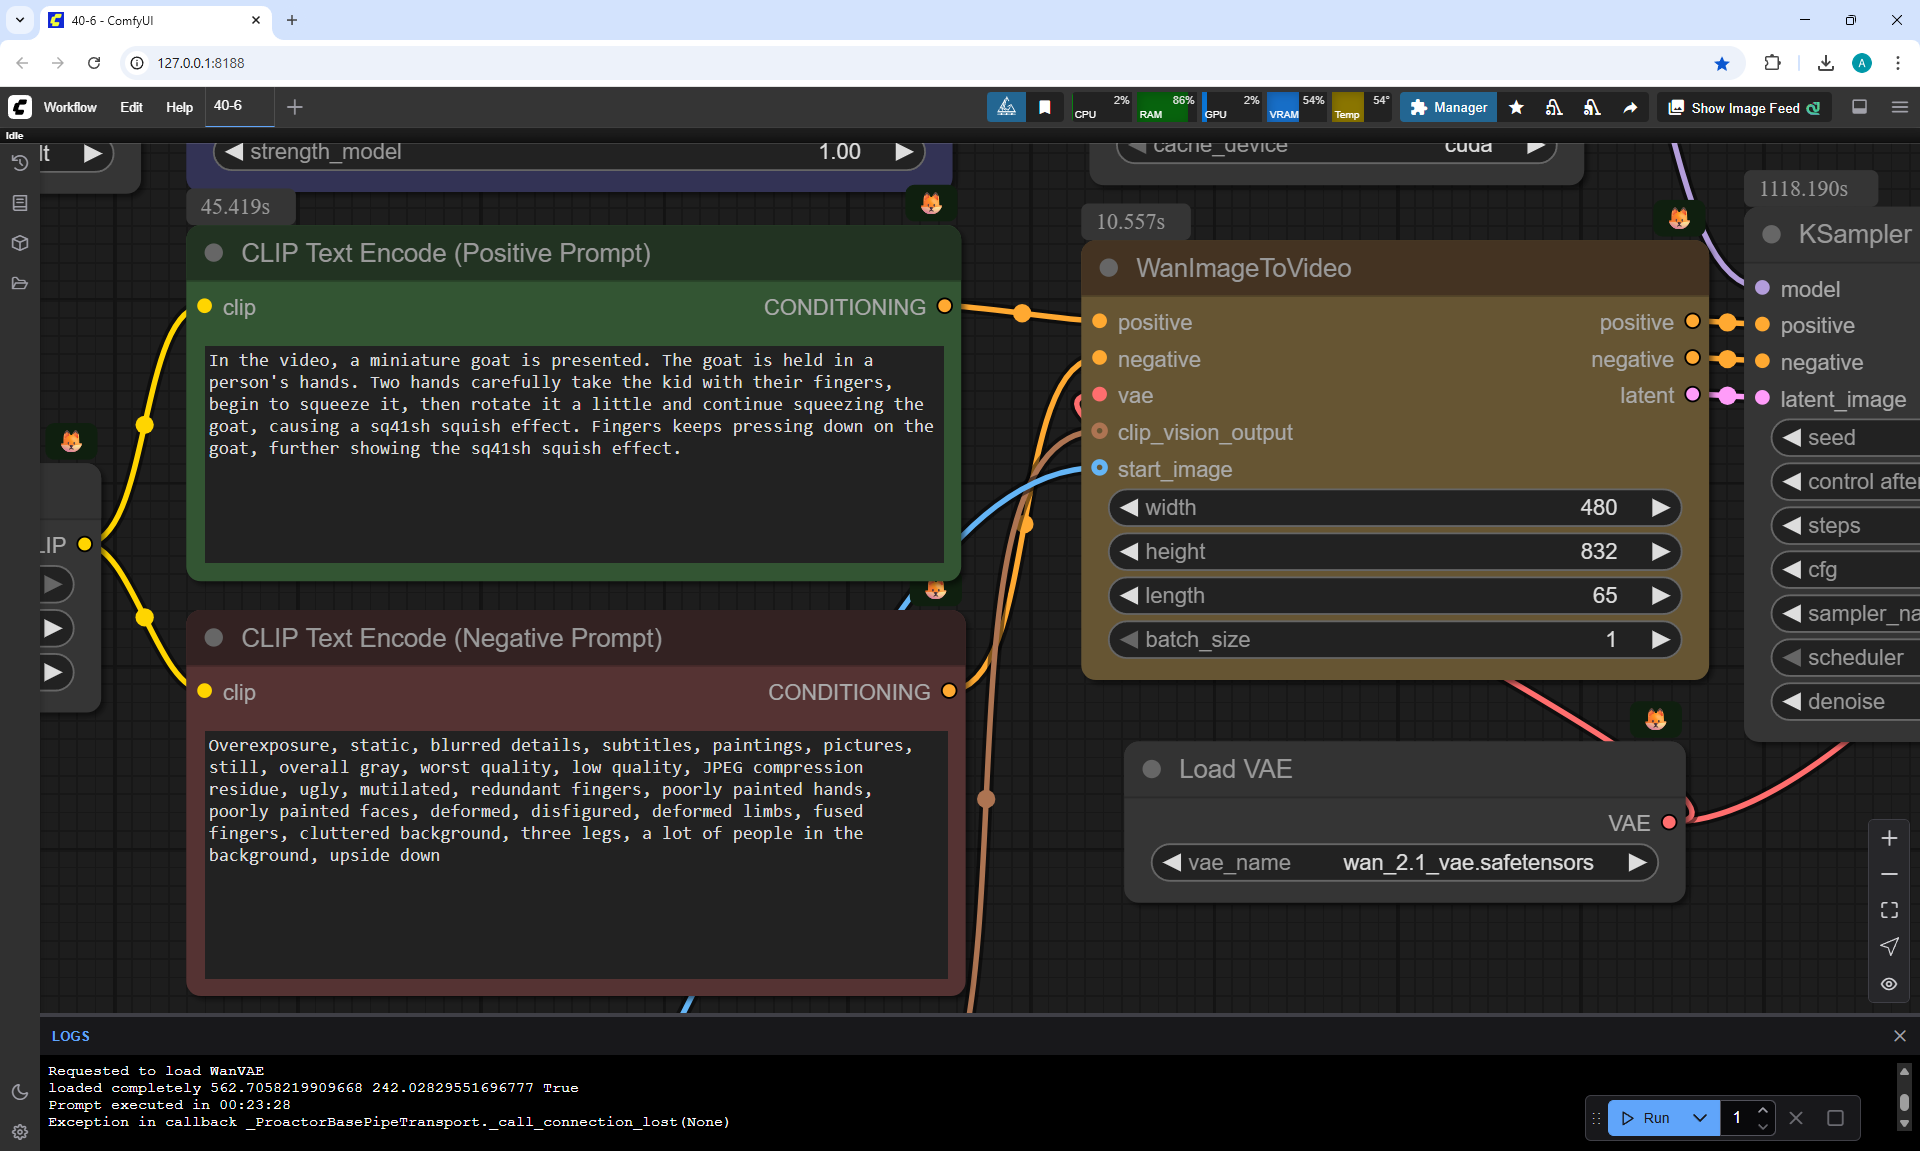 40-6 - ComfyUI
127.0.0.1:8188
A
Workflow
Edit
Help
40-6
CPU 2%
RAM 86%
GPU 2%
VRAM 54%
Temp 54°
Manager
Show Image Feed
Idle
lt
strength_model 1.00
cache_device cuda
45.419s
10.557s
1118.190s
CLIP Text Encode (Positive Prompt)
clip
CONDITIONING
In the video, a miniature goat is presented. The goat is held in a
person's hands. Two hands carefully take the kid with their fingers,
begin to squeeze it, then rotate it a little and continue squeezing the
goat, causing a sq41sh squish effect. Fingers keeps pressing down on the
goat, further showing the sq41sh squish effect.
LIP
CLIP Text Encode (Negative Prompt)
clip
CONDITIONING
Overexposure, static, blurred details, subtitles, paintings, pictures,
still, overall gray, worst quality, low quality, JPEG compression
residue, ugly, mutilated, redundant fingers, poorly painted hands,
poorly painted faces, deformed, disfigured, deformed limbs, fused
fingers, cluttered background, three legs, a lot of people in the
background, upside down
WanImageToVideo
positive positive
negative negative
vae latent
clip_vision_output
start_image
width 480
height 832
length 65
batch_size 1
Load VAE
VAE
vae_name wan_2.1_vae.safetensors
KSampler
model
positive
negative
latent_image
seed
control after
steps
cfg
sampler_na
scheduler
denoise
LOGS
Requested to load WanVAE
loaded completely 562.7058219909668 242.02829551696777 True
Prompt executed in 00:23:28
Exception in callback _ProactorBasePipeTransport._call_connection_lost(None)
Run
1